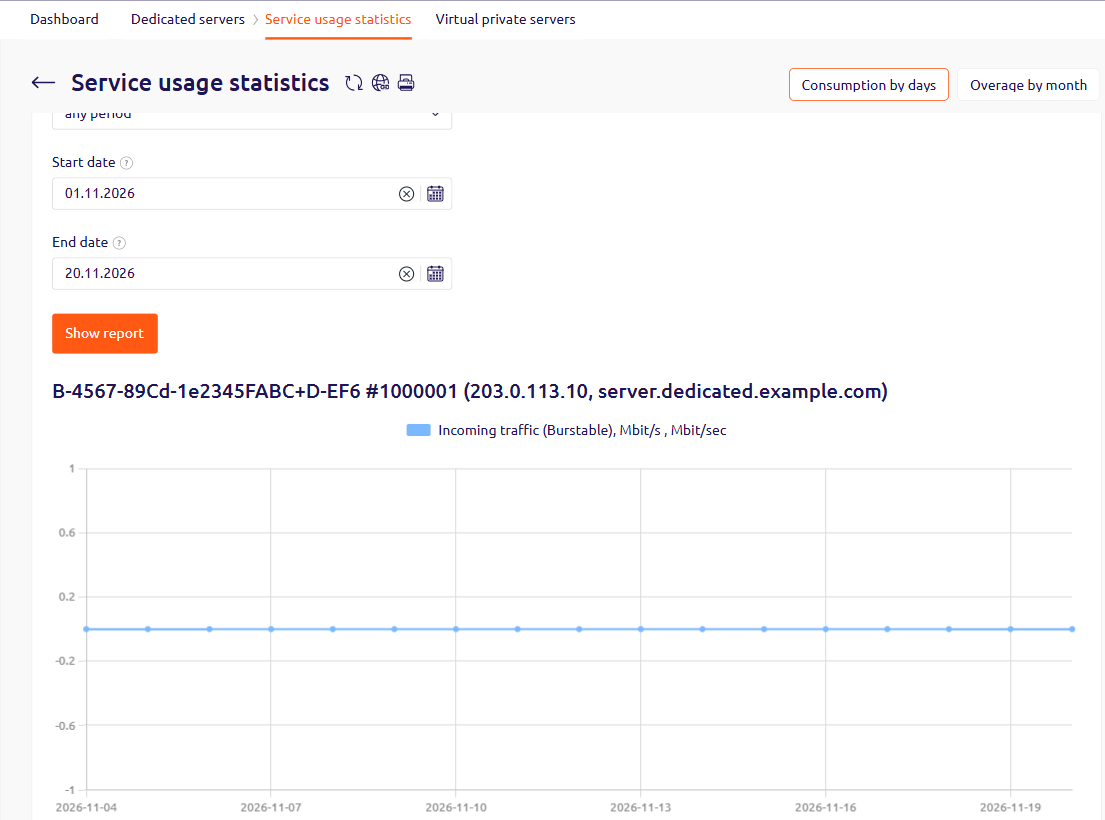 Dashboard Dedicated servers Service usage statistics Virtual private servers
Service usage statistics Consumption by days Overage by month
any period
Start date ?
01.11.2026
End date ?
20.11.2026
Show report
B-4567-89Cd-1e2345FABC+D-EF6 #1000001 (203.0.113.10, server.dedicated.example.com)
Incoming traffic (Burstable), Mbit/s , Mbit/sec
1
0.6
0.2
-0.2
-0.6
-1
2026-11-04 2026-11-07 2026-11-10 2026-11-13 2026-11-16 2026-11-19